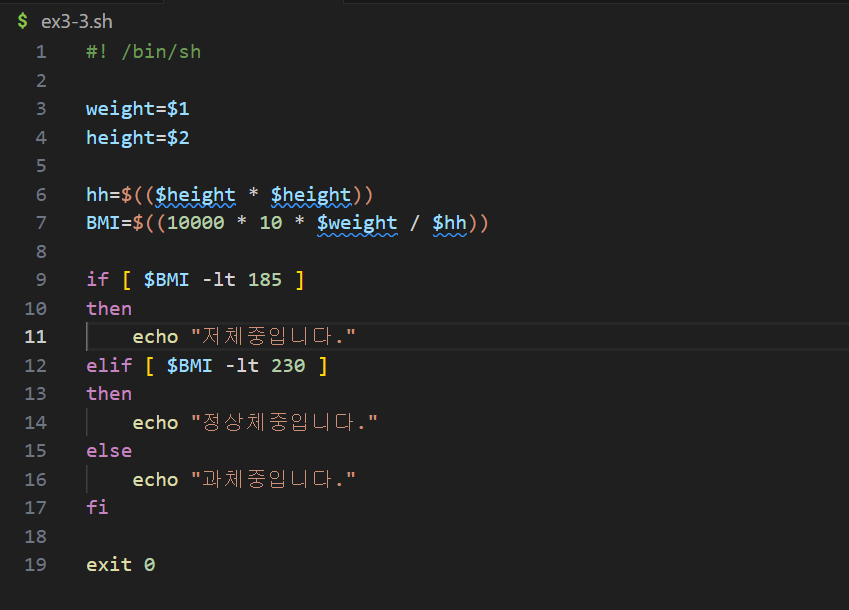 $ ex3-3.sh
1 #! /bin/sh
2
3 weight=$1
4 height=$2
5
6 hh=$(($height * $height))
7 BMI=$((10000 * 10 * $weight / $hh))
8
9 if [ $BMI -lt 185 ]
10 then
11 echo "저체중입니다."
12 elif [ $BMI -lt 230 ]
13 then
14 echo "정상체중입니다."
15 else
16 echo "과체중입니다."
17 fi
18
19 exit 0